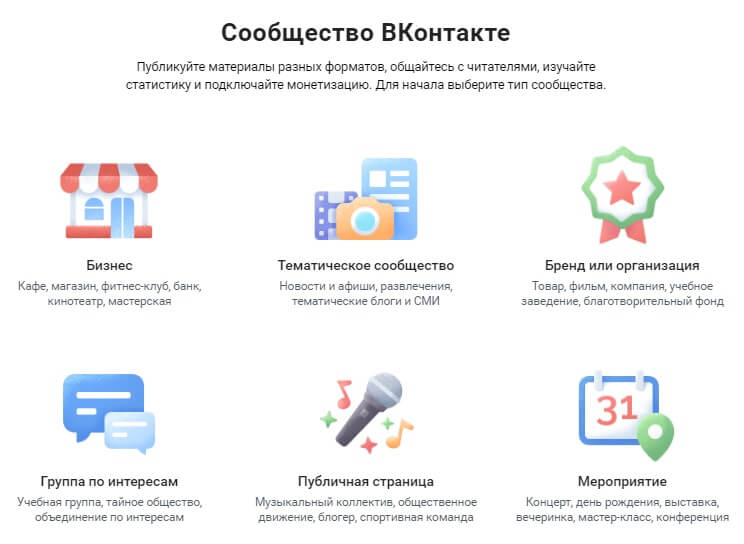 Сообщество ВКонтакте
Публикуйте материалы разных форматов, общайтесь с читателями, изучайте
статистику и подключайте монетизацию. Для начала выберите тип сообщества.
Бизнес
Кафе, магазин, фитнес-клуб, банк,
кинотеатр, мастерская
Тематическое сообщество
Новости и афиши, развлечения,
тематические блоги и СМИ
Бренд или организация
Товар, фильм, компания, учебное
заведение, благотворительный фонд
31
Группа по интересам
Учебная группа, тайное общество,
объединение по интересам
Публичная страница
Музыкальный коллектив, общественное
движение, блогер, спортивная команда
Мероприятие
Концерт, день рождения, выставка,
вечеринка, мастер-класс, конференция